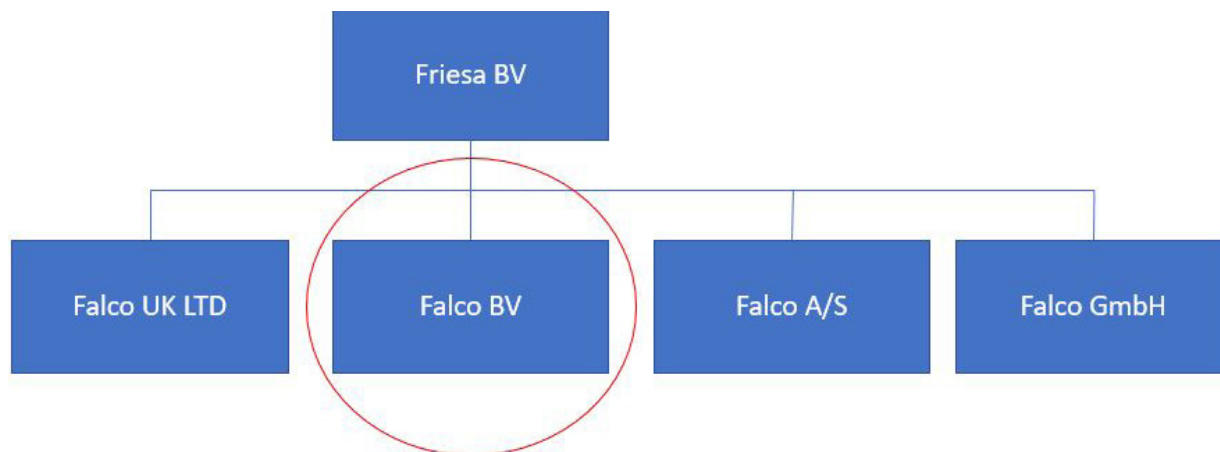 Friesa BV
Falco UK LTD
Falco BV
Falco A/S
Falco GmbH